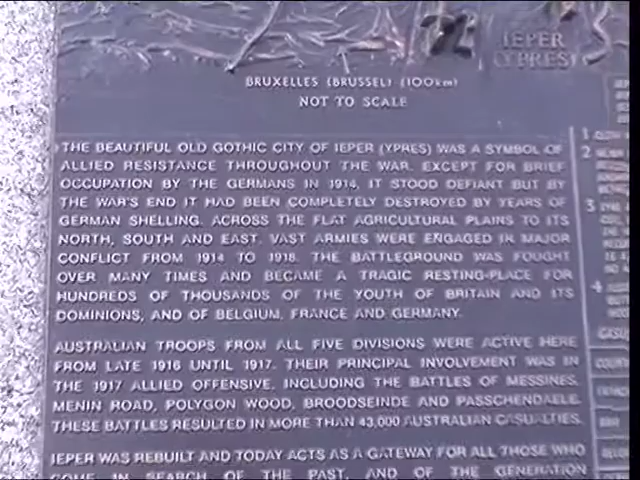 IEPER
(YPRES)
BRUXELLES (BRUSSEL) (100km)
NOT TO SCALE
THE BEAUTIFUL OLD GOTHIC CITY OF IEPER (YPRES) WAS A SYMBOL OF
ALLIED RESISTANCE THROUGHOUT THE WAR. EXCEPT FOR BRIEF
OCCUPATION BY THE GERMANS IN 1914, IT STOOD DEFIANT BUT BY
THE WAR'S END IT HAD BEEN COMPLETELY DESTROYED BY YEARS OF
GERMAN SHELLING. ACROSS THE FLAT AGRICULTURAL PLAINS TO ITS
NORTH, SOUTH AND EAST, VAST ARMIES WERE ENGAGED IN MAJOR
CONFLICT FROM 1914 TO 1918. THE BATTLEGROUND WAS FOUGHT
OVER MANY TIMES AND BECAME A TRAGIC RESTING-PLACE FOR
HUNDREDS OF THOUSANDS OF THE YOUTH OF BRITAIN AND ITS
DOMINIONS, AND OF BELGIUM, FRANCE AND GERMANY.
AUSTRALIAN TROOPS FROM ALL FIVE DIVISIONS WERE ACTIVE HERE
FROM LATE 1916 UNTIL 1917. THEIR PRINCIPAL INVOLVEMENT WAS IN
THE 1917 ALLIED OFFENSIVE, INCLUDING THE BATTLES OF MESSINES,
MENIN ROAD, POLYGON WOOD, BROODSEINDE AND PASSCHENDAELE.
THESE BATTLES RESULTED IN MORE THAN 43,000 AUSTRALIAN CASUALTIES.
IEPER WAS REBUILT AND TODAY ACTS AS A GATEWAY FOR ALL THOSE WHO
COME IN SEARCH OF THE PAST, AND OF THE GENERATION
1
2
3
4